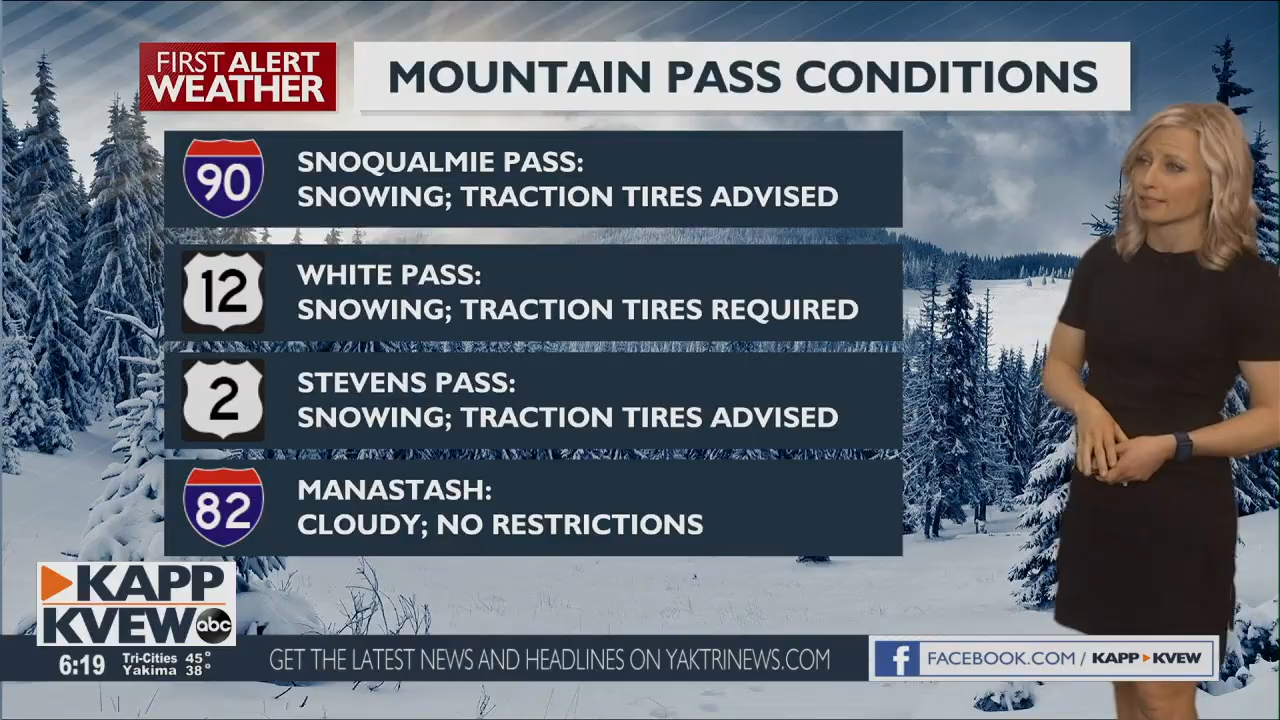 FIRST ALERT
WEATHER
MOUNTAIN PASS CONDITIONS
90
SNOQUALMIE PASS:
SNOWING; TRACTION TIRES ADVISED
12
WHITE PASS:
SNOWING; TRACTION TIRES REQUIRED
2
STEVENS PASS:
SNOWING; TRACTION TIRES ADVISED
82
MANASTASH:
CLOUDY; NO RESTRICTIONS
KAPP
KVEW abc
6:19
Tri-Cities 45°
Yakima 38°
GET THE LATEST NEWS AND HEADLINES ON YAKTRINEWS.COM
f FACEBOOK.COM / KAPP KVEW